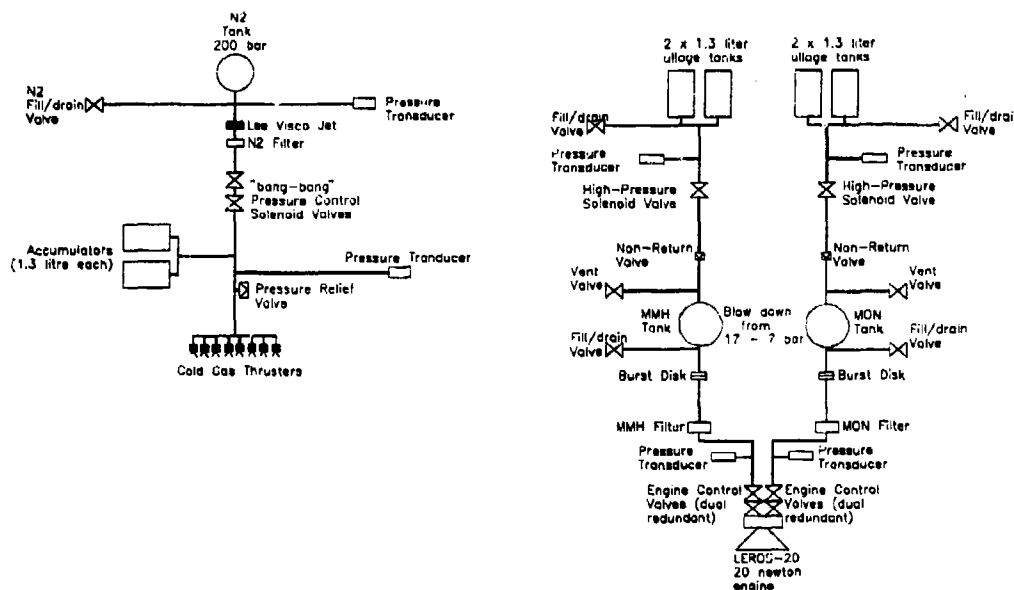 N2
Tank
200 bar
N2
Fill/drain
Valve
Pressure
Transducer
Lee Visco Jet
N2 Filter
"bang-bang"
Pressure Control
Solenoid Valves
Accumulators
(1.3 litre each)
Pressure Tranducer
Pressure Relief
Valve
Cold Gas Thrusters
2 x 1.3 liter
ullage tanks
2 x 1.3 liter
ullage tanks
Fill/drain
Valve
Fill/drai
Valve
Pressure
Transducer
Pressure
Transducer
High-Pressure
Solenoid Valve
High-Pressure
Solenoid Valve
Non-Return
Valve
Non-Return
Valve
Vent
Valve
Vent
Valve
MMH
Tank
Blow down
from
17 - 7 bar
MON
Tank
Fill/drain
Valve
Fill/drain
Valve
Burst Disk
Burst Disk
MMH Filter
MON Filter
Pressure
Transducer
Pressure
Transducer
Engine Control
Valves (dual
redundant)
Engine Control
Valves (dual
redundant)
LEROS-20
20 newton
engine